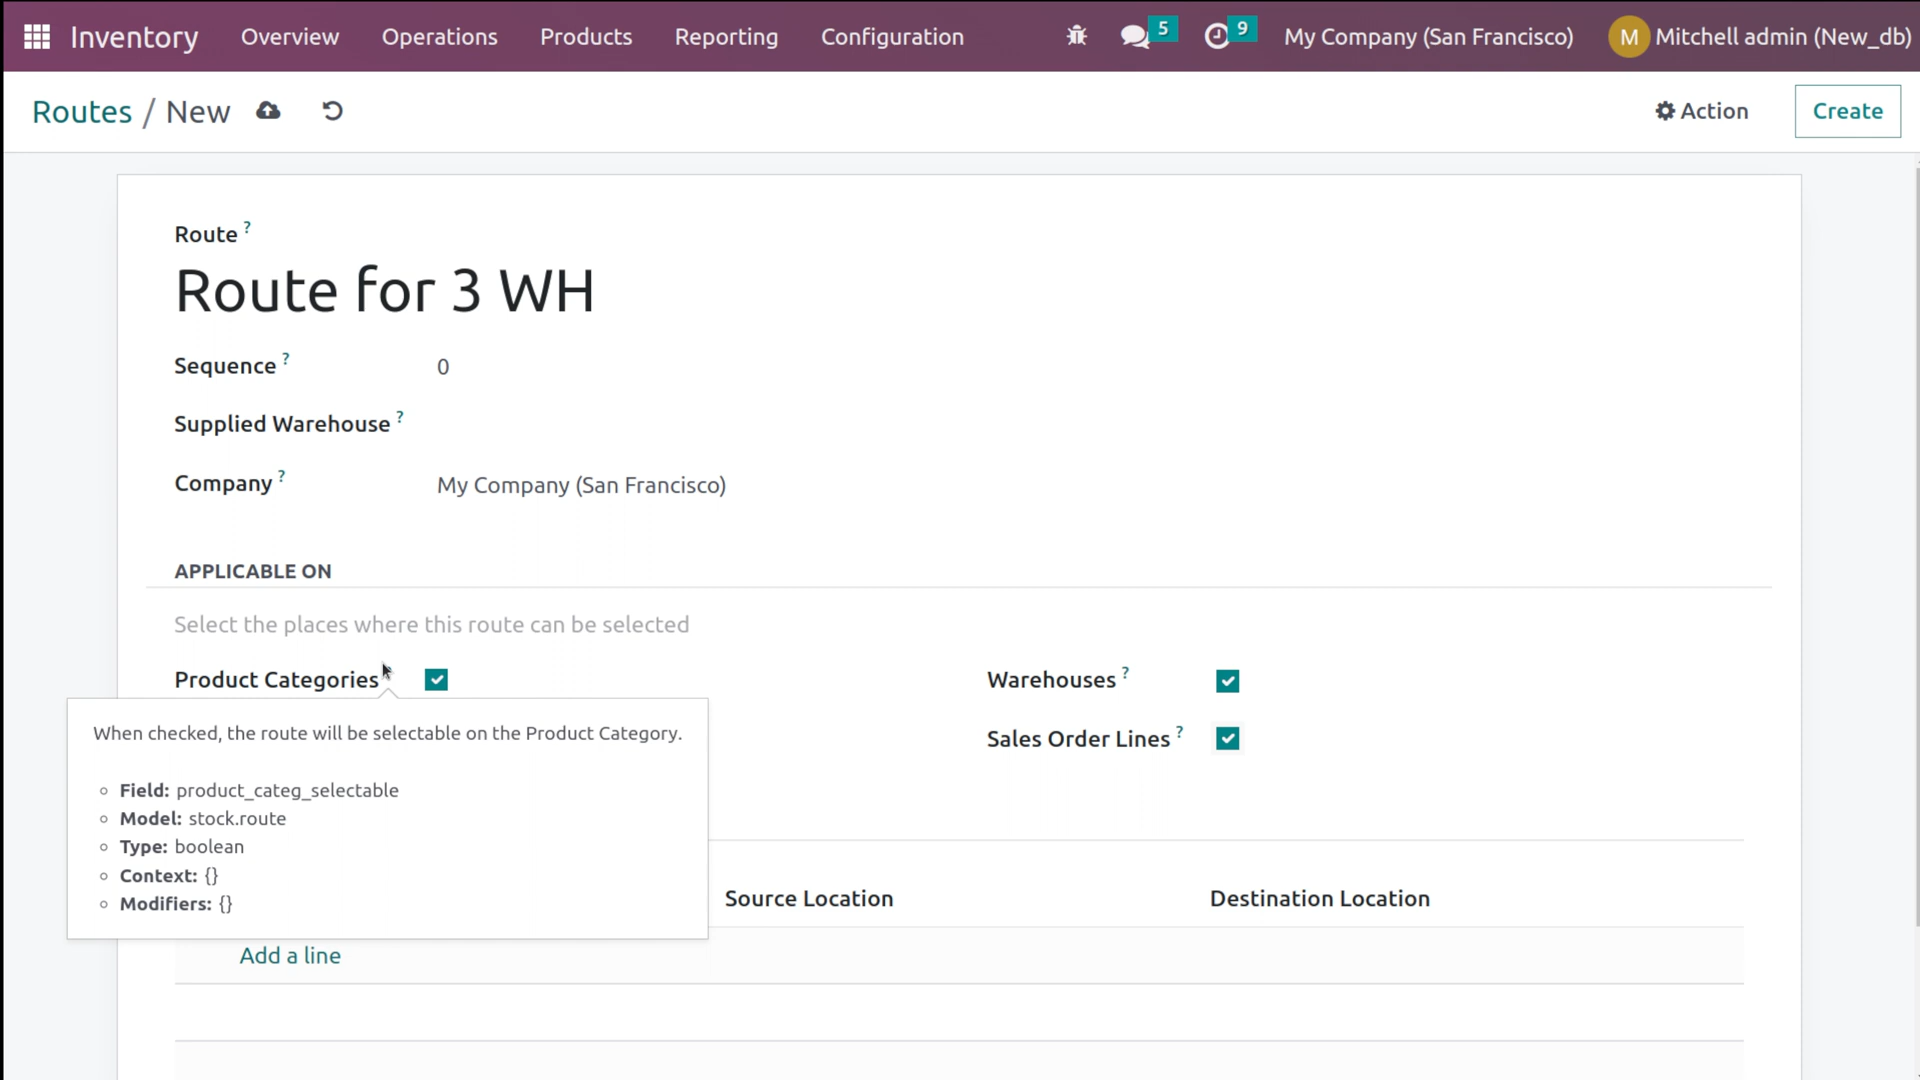 Inventory Overview Operations Products Reporting Configuration 5 9 My Company (San Francisco) M Mitchell admin (New_db)
Routes / New Action Create
Route ?
Route for 3 WH
Sequence ? 0
Supplied Warehouse ?
Company ? My Company (San Francisco)
APPLICABLE ON
Select the places where this route can be selected
Product Categories Warehouses ?
Sales Order Lines ?
When checked, the route will be selectable on the Product Category.
Field: product_categ_selectable
Model: stock.route
Type: boolean
Context: {}
Modifiers: {}
Source Location Destination Location
Add a line